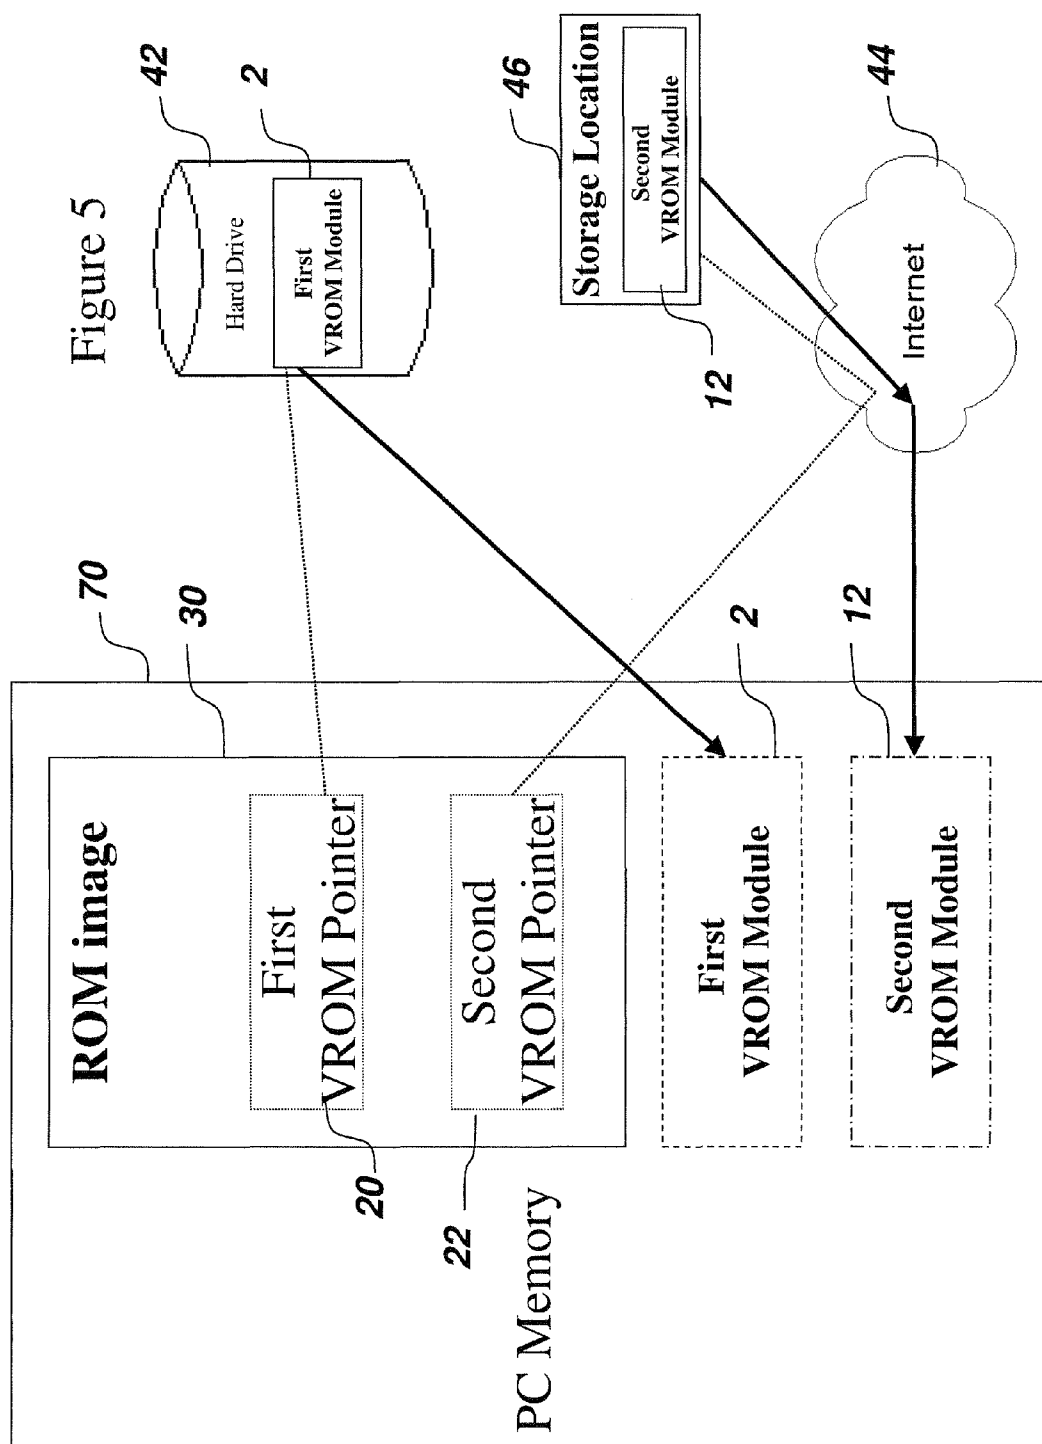 Figure 5
70
30
42
2
ROM image
Hard Drive
First
VROM Module
First
VROM Pointer
20
Second
VROM Pointer
22
PC Memory
46
Storage Location
Second
VROM Module
12
2
First
VROM Module
44
Internet
12
Second
VROM Module